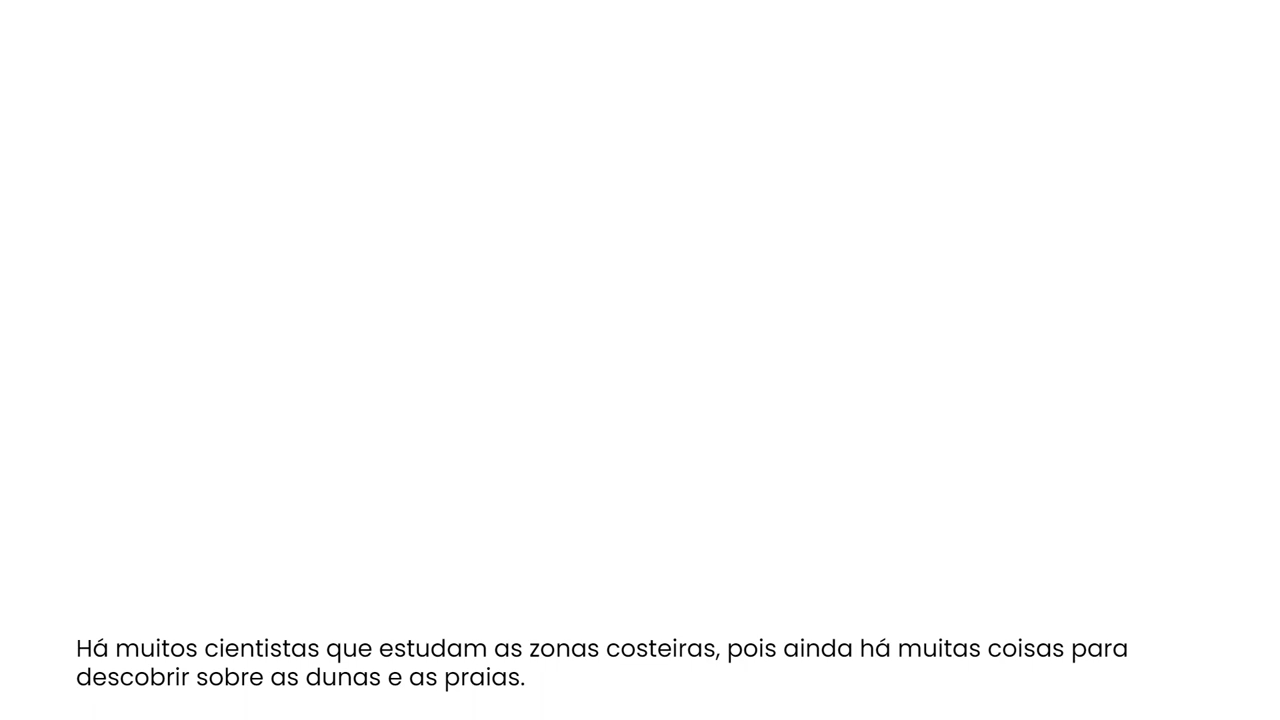 Há muitos cientistas que estudam as zonas costeiras, pois ainda há muitas coisas para
descobrir sobre as dunas e as praias.